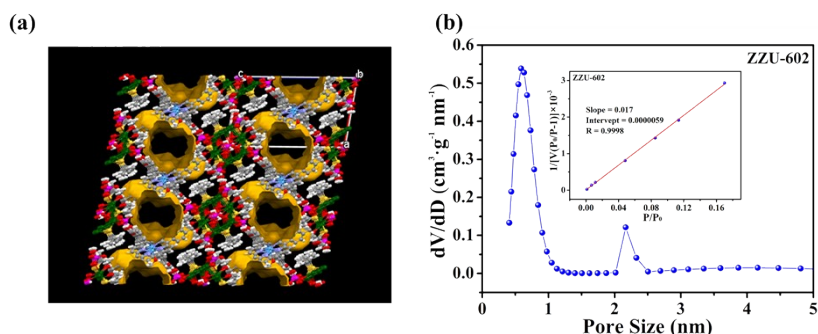 (a)
c
b
a
(b)
ZZU-602
dV/dD (cm³·g⁻¹ nm⁻¹)
0.6
0.5
0.4
0.3
0.2
0.1
0.0
ZZU-602
Slope = 0.017
Intercept = 0.0000059
R = 0.9998
1/[V(P₀/P-1)]×10⁻³
3
2
1
0
0.00 0.04 0.08 0.12 0.16
P/P₀
0 1 2 3 4 5
Pore Size (nm)